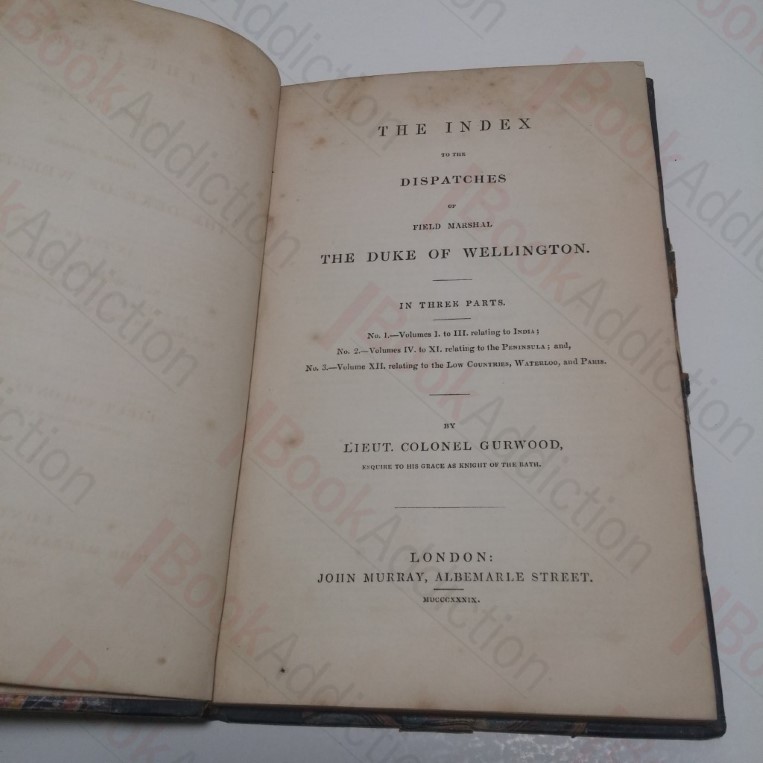 THE INDEX
TO THE
DISPATCHES
OF
FIELD MARSHAL
THE DUKE OF WELLINGTON.
IN THREE PARTS.
No. 1.—Volumes I. to III. relating to India;
No. 2.—Volumes IV. to XI. relating to the Peninsula; and,
No. 3.—Volume XII. relating to the Low Countries, Waterloo, and Paris.
BY
LIEUT. COLONEL GURWOOD,
ESQUIRE TO HIS GRACE AS KNIGHT OF THE BATH.
LONDON:
JOHN MURRAY, ALBEMARLE STREET.
MDCCCXXXIX.
BookAddiction